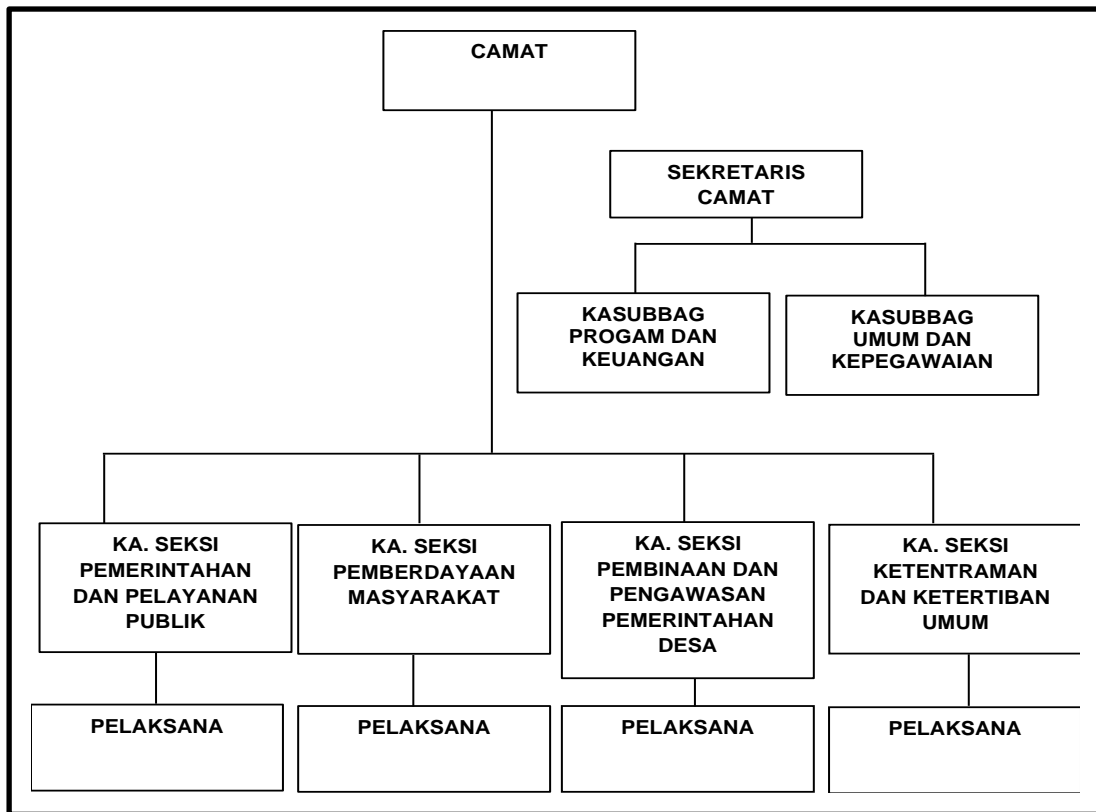 CAMAT
SEKRETARIS
CAMAT
KASUBBAG
PROGAM DAN
KEUANGAN
KASUBBAG
UMUM DAN
KEPEGAWAIAN
KA. SEKSI
PEMERINTAHAN
DAN PELAYANAN
PUBLIK
KA. SEKSI
PEMBERDAYAAN
MASYARAKAT
KA. SEKSI
PEMBINAAN DAN
PENGAWASAN
PEMERINTAHAN
DESA
KA. SEKSI
KETENTRAMAN
DAN KETERTIBAN
UMUM
PELAKSANA
PELAKSANA
PELAKSANA
PELAKSANA